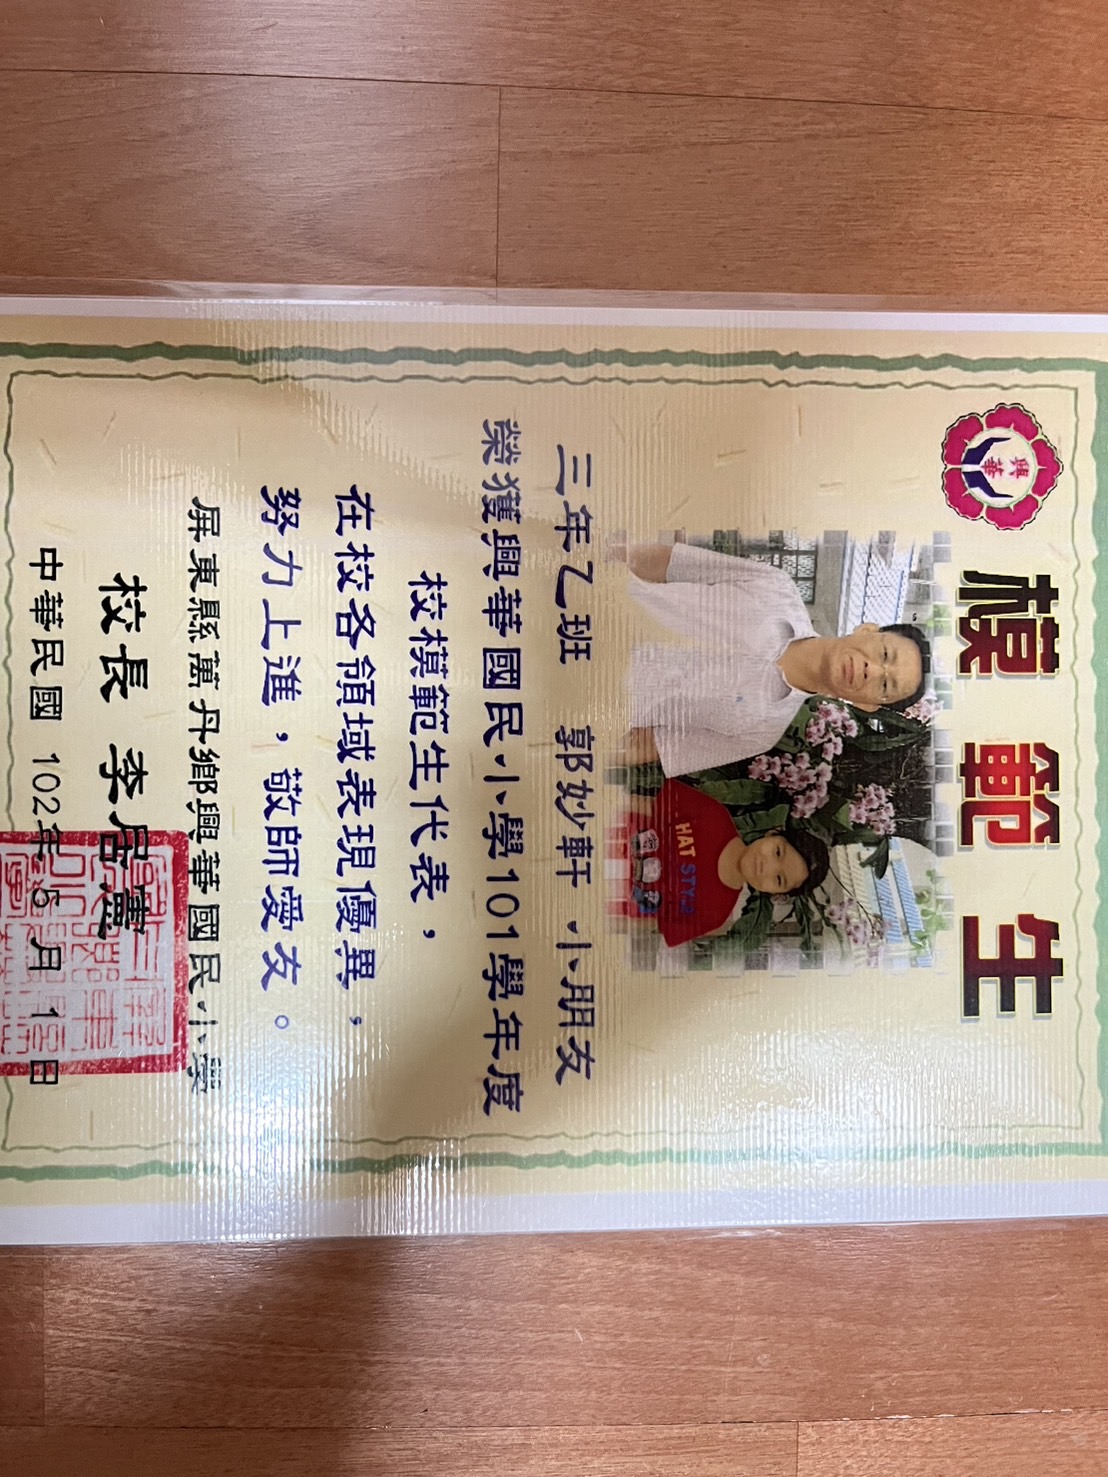 興華
模範生
HAT STYLE
三年乙班 郭妙軒 小朋友
榮獲興華國民小學101學年度
校模範生代表，
在校各領域表現優異，
努力上進，敬師愛友。
屏東縣萬丹鄉興華國民小學
校長 李居憲
中華民國 102年 5 月 1 日